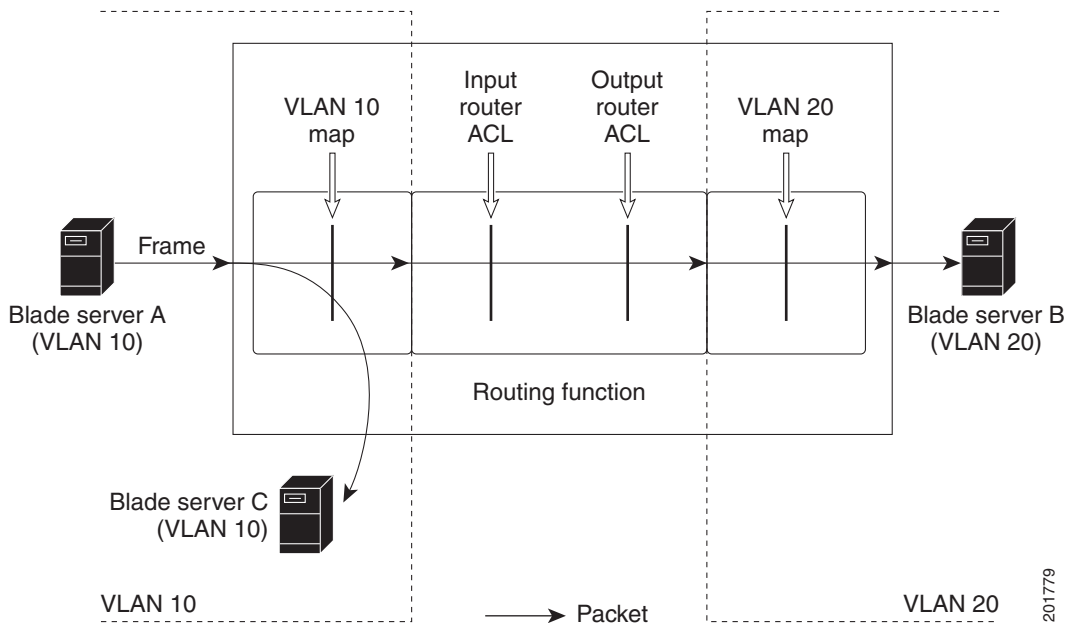 VLAN 10
map
Input
router
ACL
Output
router
ACL
VLAN 20
map
Frame
Blade server A
(VLAN 10)
Blade server B
(VLAN 20)
Routing function
Blade server C
(VLAN 10)
VLAN 10
Packet
VLAN 20
201779